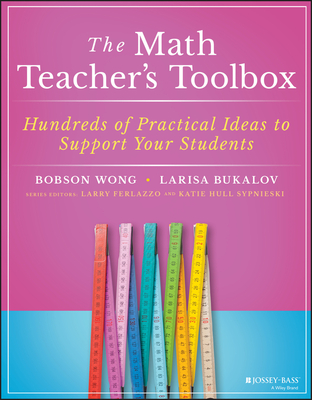 The Math
Teacher's Toolbox
Hundreds of Practical Ideas to
Support Your Students
BOBSON WONG • LARISA BUKALOV
SERIES EDITORS: LARRY FERLAZZO AND KATIE HULL SYPNIESKI
JOSSEY-BASS
A Wiley Brand